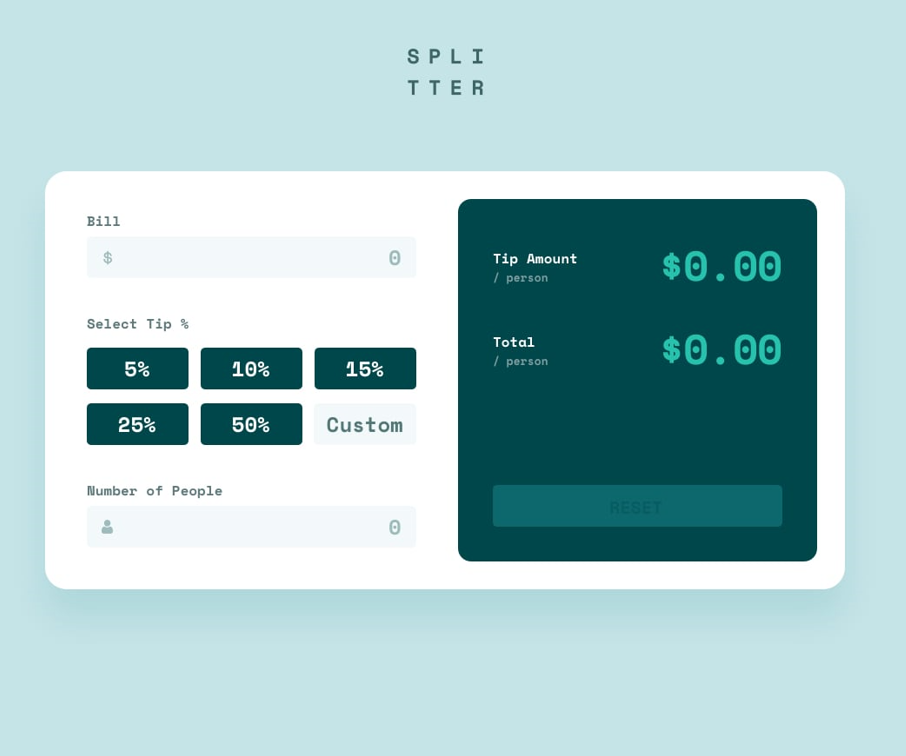 SPLI
TTER
Bill
$ 0
Select Tip %
5% 10% 15%
25% 50% Custom
Number of People
0
Tip Amount
/ person
$0.00
Total
/ person
$0.00
RESET